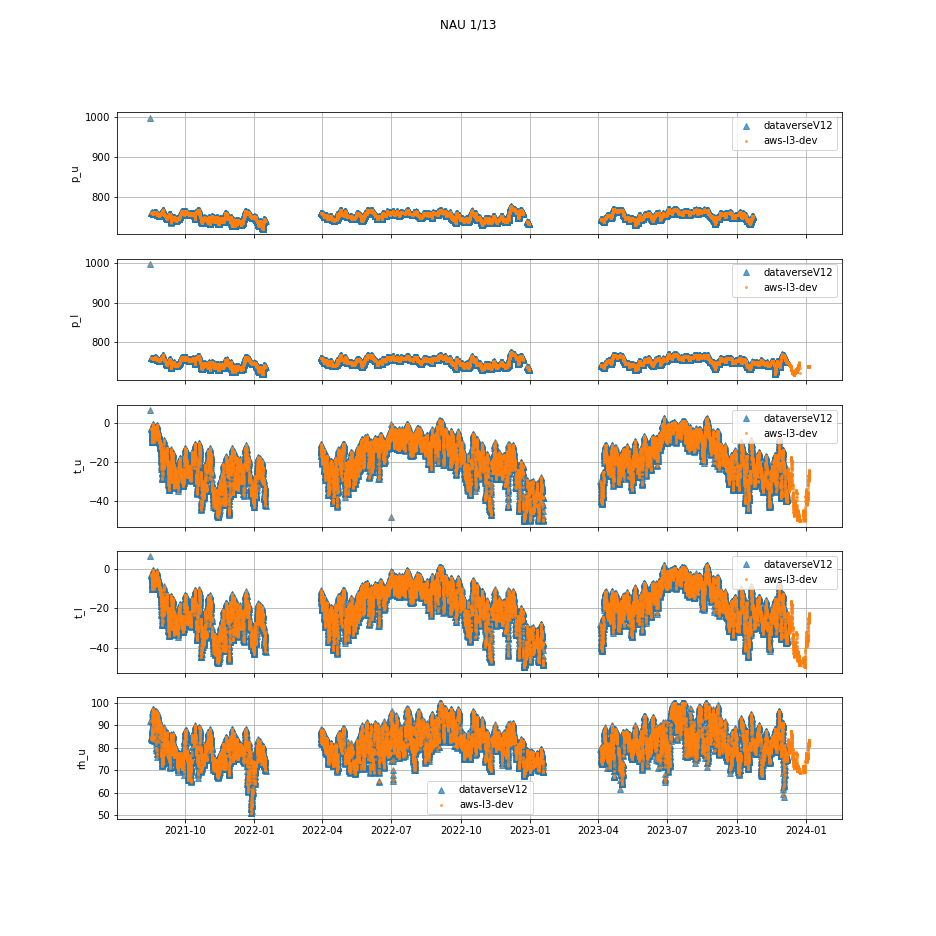 NAU 1/13
1000
900
800
p_u
dataverseV12
aws-l3-dev
1000
900
800
p_l
dataverseV12
aws-l3-dev
0
−20
−40
t_u
dataverseV12
aws-l3-dev
0
−20
−40
t_l
dataverseV12
aws-l3-dev
100
90
80
70
60
50
rh_u
dataverseV12
aws-l3-dev
2021-10 2022-01 2022-04 2022-07 2022-10 2023-01 2023-04 2023-07 2023-10 2024-01